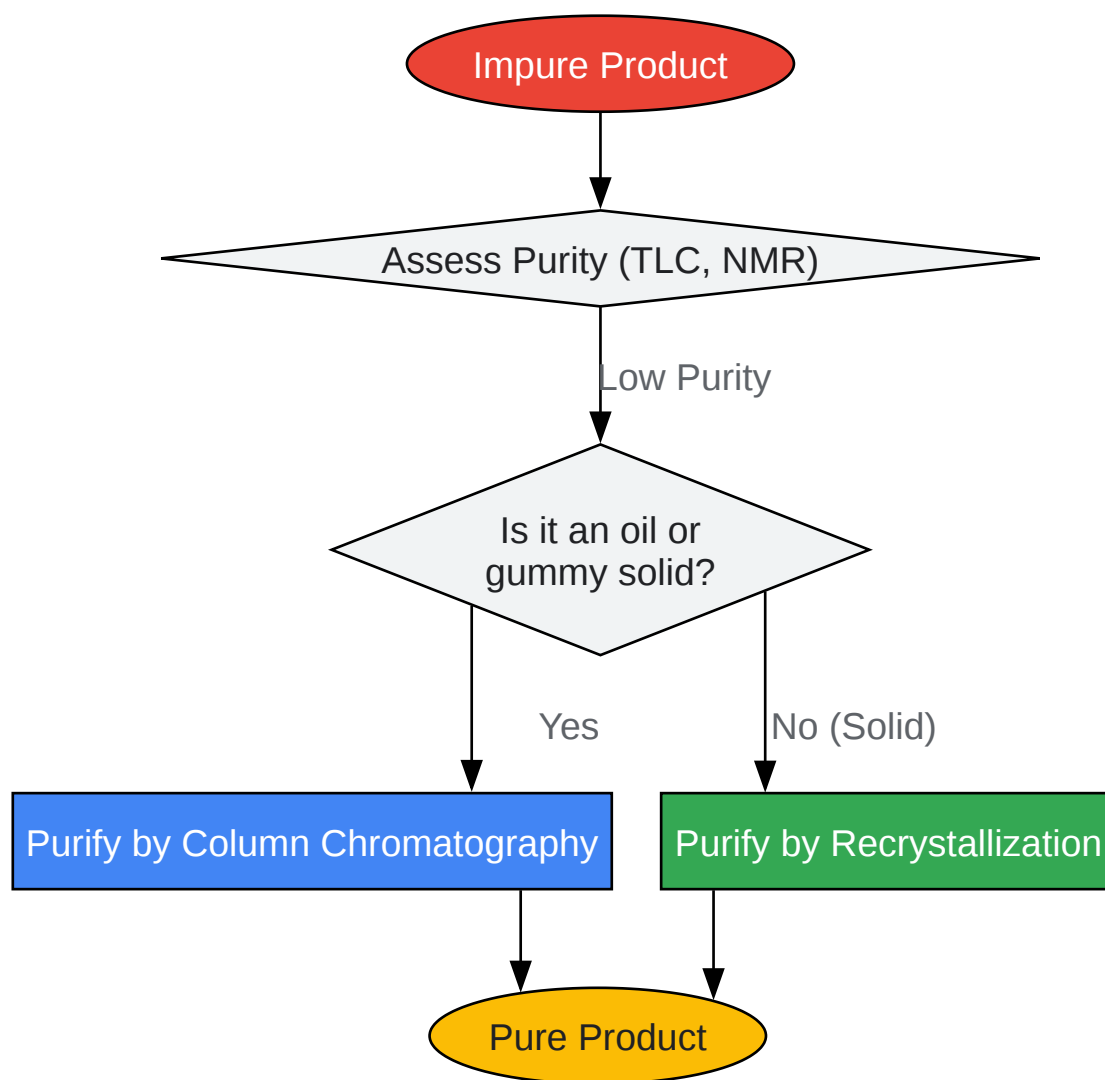 Impure Product
Assess Purity (TLC, NMR)
Low Purity
Is it an oil or
gummy solid?
Yes
No (Solid)
Purify by Column Chromatography
Purify by Recrystallization
Pure Product